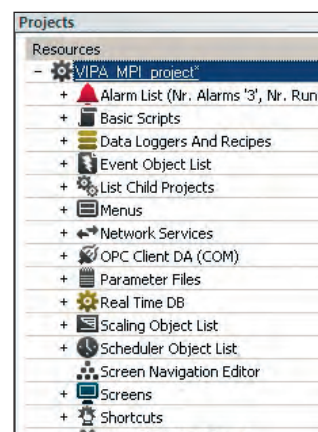 Projects
Resources
- VIPA_MPI_project*
+ Alarm List (Nr. Alarms '3', Nr. Run
+ Basic Scripts
+ Data Loggers And Recipes
+ Event Object List
+ List Child Projects
+ Menus
+ Network Services
+ OPC Client DA (COM)
+ Parameter Files
+ Real Time DB
+ Scaling Object List
+ Scheduler Object List
Screen Navigation Editor
+ Screens
+ Shortcuts